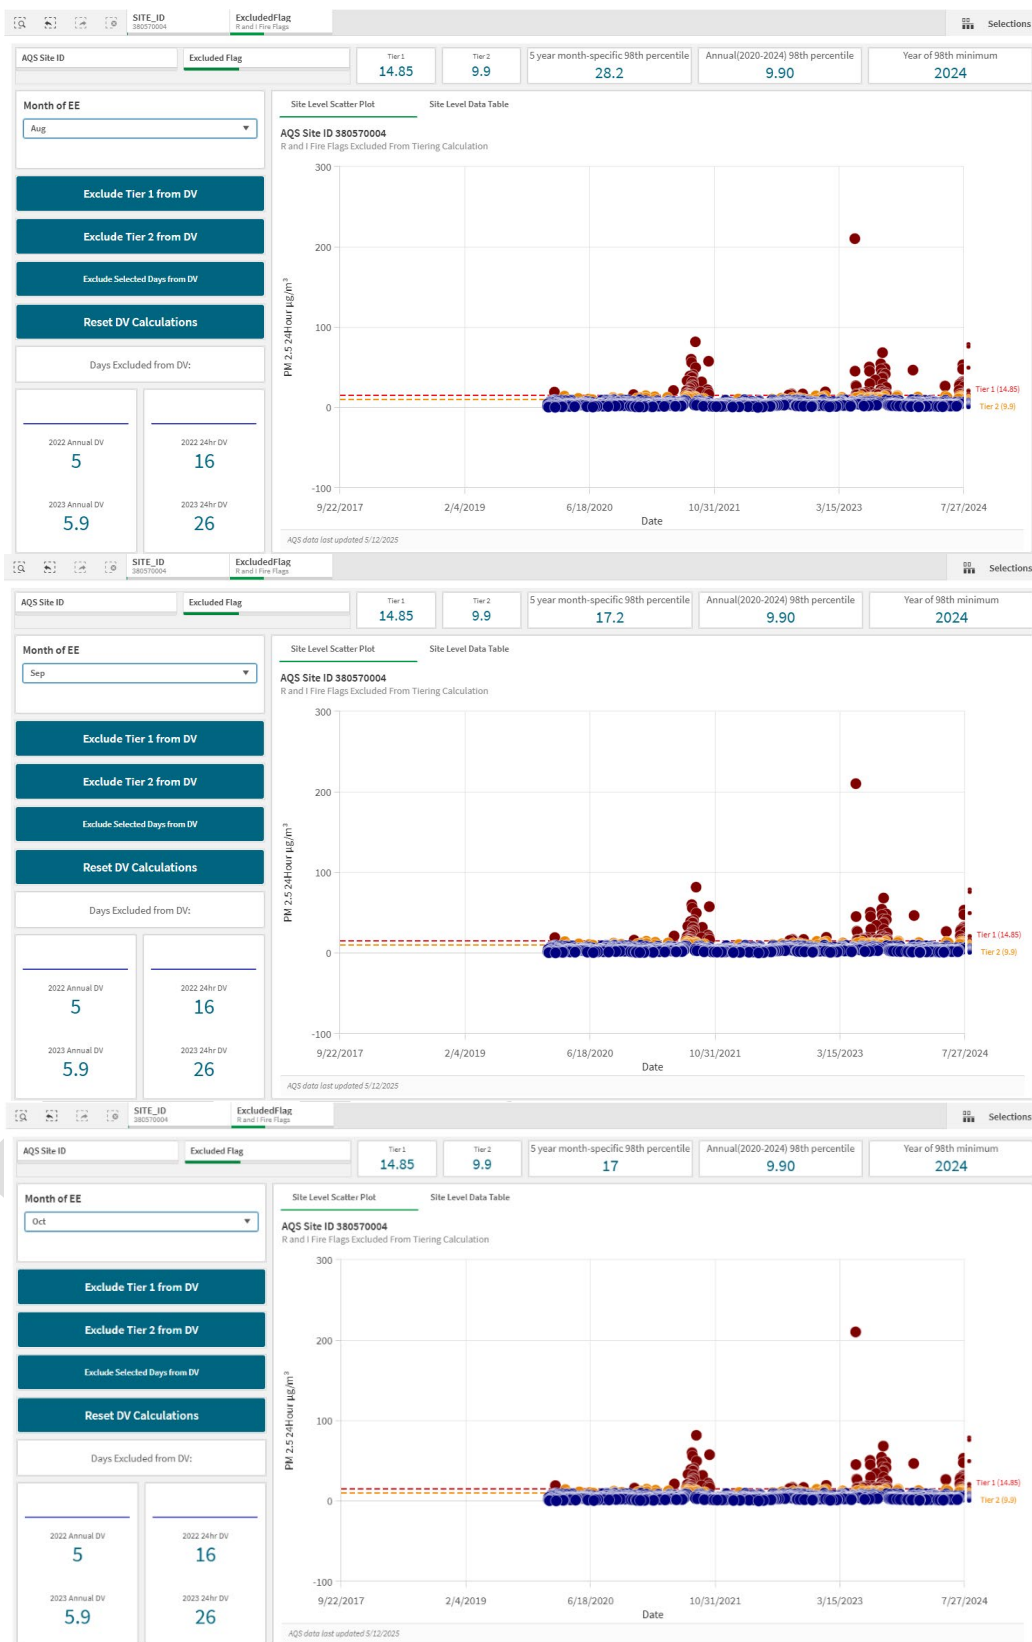 SITE_ID
380570004
ExcludedFlag
R and I Fire Flags
Selections
AQS Site ID
Excluded Flag
Tier 1
14.85
Tier 2
9.9
5 year month-specific 98th percentile
28.2
Annual(2020-2024) 98th percentile
9.90
Year of 98th minimum
2024
Month of EE
Aug
Exclude Tier 1 from DV
Exclude Tier 2 from DV
Exclude Selected Days from DV
Reset DV Calculations
Days Excluded from DV:
2022 Annual DV
5
2022 24hr DV
16
2023 Annual DV
5.9
2023 24hr DV
26
Site Level Scatter Plot
Site Level Data Table
AQS Site ID 380570004
R and I Fire Flags Excluded From Tiering Calculation
PM 2.5 24Hour µg/m³
300
200
100
0
-100
Tier 1 (14.85)
Tier 2 (9.9)
9/22/2017
2/4/2019
6/18/2020
10/31/2021
3/15/2023
7/27/2024
Date
AQS data last updated 5/12/2025
SITE_ID
380570004
ExcludedFlag
R and I Fire Flags
Selections
AQS Site ID
Excluded Flag
Tier 1
14.85
Tier 2
9.9
5 year month-specific 98th percentile
17.2
Annual(2020-2024) 98th percentile
9.90
Year of 98th minimum
2024
Month of EE
Sep
Exclude Tier 1 from DV
Exclude Tier 2 from DV
Exclude Selected Days from DV
Reset DV Calculations
Days Excluded from DV:
2022 Annual DV
5
2022 24hr DV
16
2023 Annual DV
5.9
2023 24hr DV
26
Site Level Scatter Plot
Site Level Data Table
AQS Site ID 380570004
R and I Fire Flags Excluded From Tiering Calculation
PM 2.5 24Hour µg/m³
300
200
100
0
-100
Tier 1 (14.85)
Tier 2 (9.9)
9/22/2017
2/4/2019
6/18/2020
10/31/2021
3/15/2023
7/27/2024
Date
AQS data last updated 5/12/2025
SITE_ID
380570004
ExcludedFlag
R and I Fire Flags
Selections
AQS Site ID
Excluded Flag
Tier 1
14.85
Tier 2
9.9
5 year month-specific 98th percentile
17
Annual(2020-2024) 98th percentile
9.90
Year of 98th minimum
2024
Month of EE
Oct
Exclude Tier 1 from DV
Exclude Tier 2 from DV
Exclude Selected Days from DV
Reset DV Calculations
Days Excluded from DV:
2022 Annual DV
5
2022 24hr DV
16
2023 Annual DV
5.9
2023 24hr DV
26
Site Level Scatter Plot
Site Level Data Table
AQS Site ID 380570004
R and I Fire Flags Excluded From Tiering Calculation
PM 2.5 24Hour µg/m³
300
200
100
0
-100
Tier 1 (14.85)
Tier 2 (9.9)
9/22/2017
2/4/2019
6/18/2020
10/31/2021
3/15/2023
7/27/2024
Date
AQS data last updated 5/12/2025